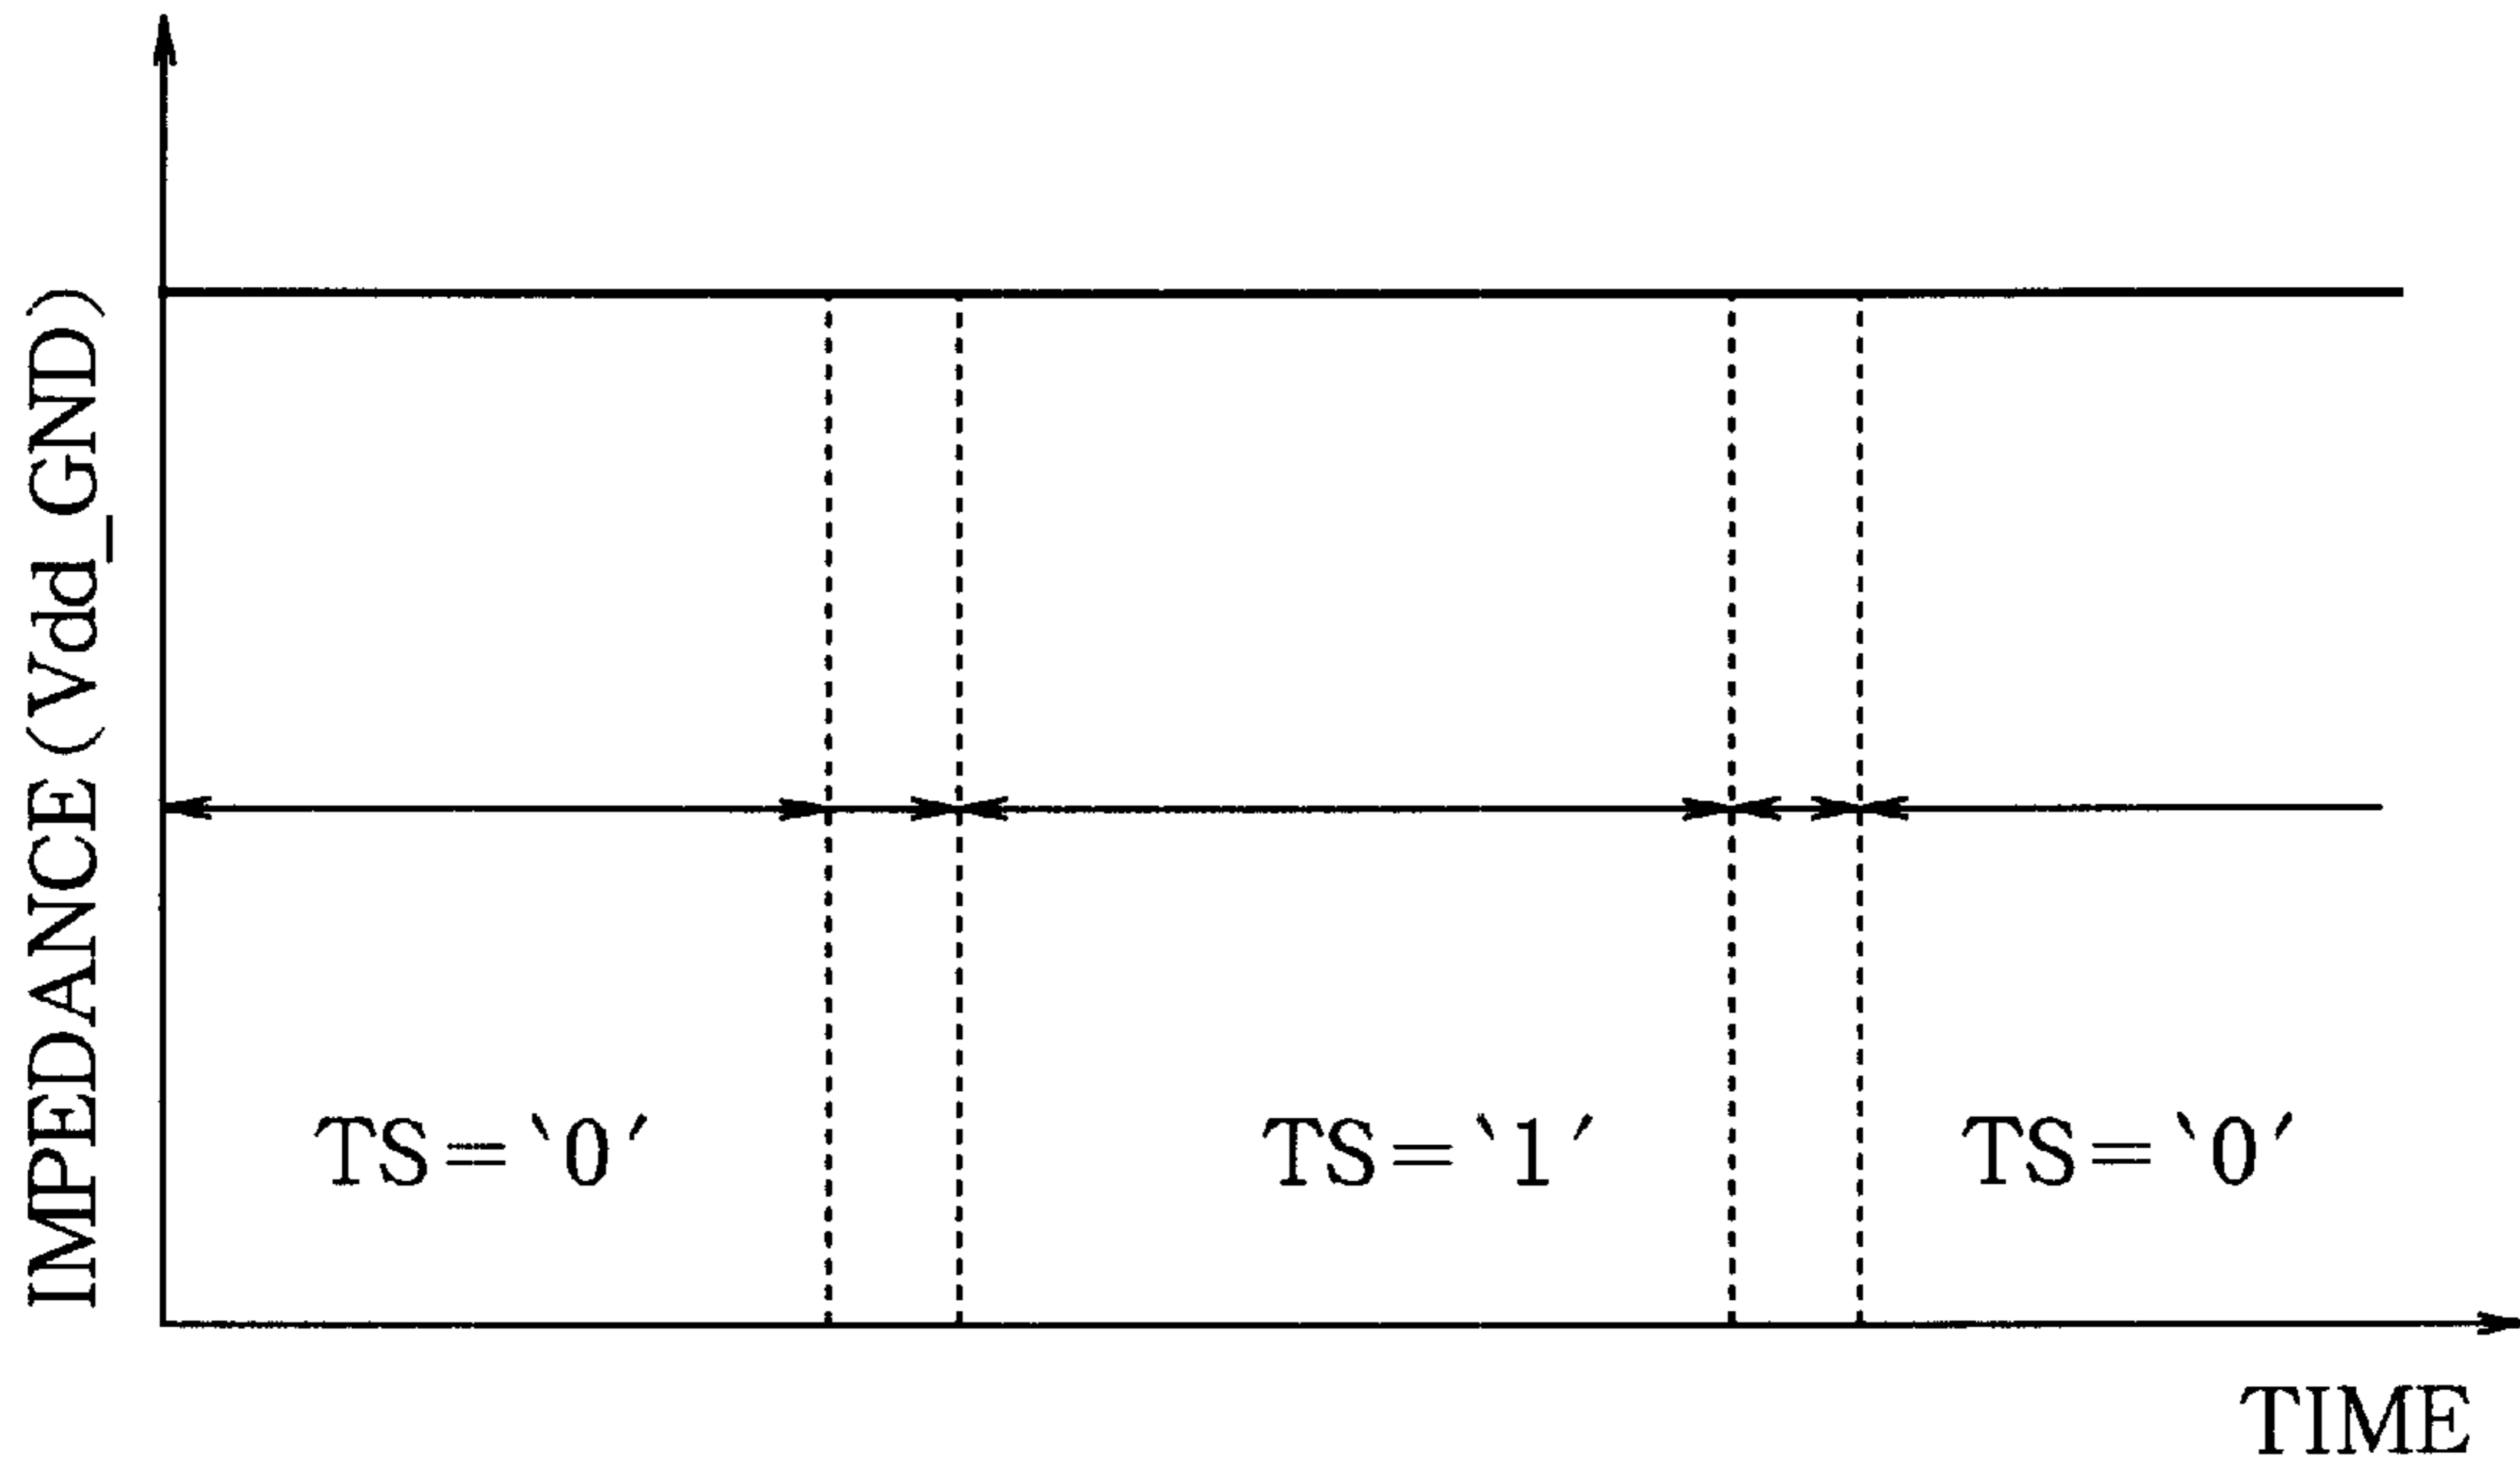 IMPEDANCE (Vdd_GND)
TS=‵0′
TS=‵1′
TS=‵0′
TIME